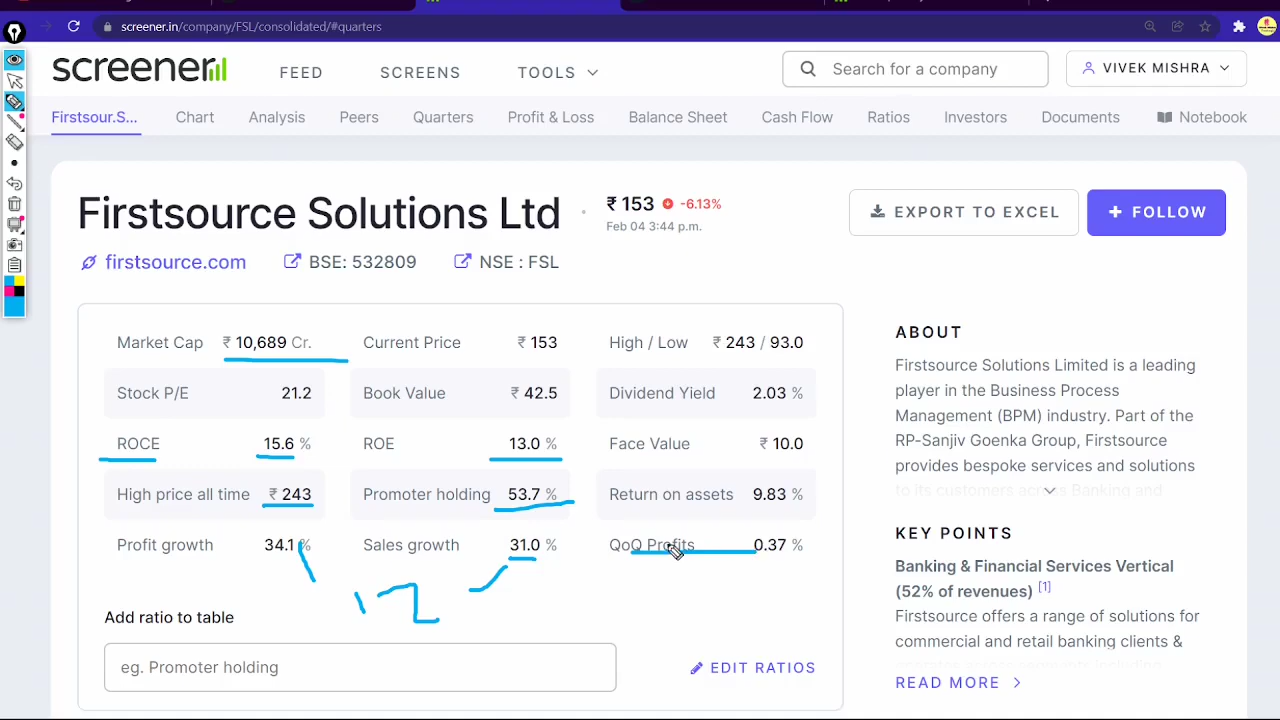 screener.in/company/FSL/consolidated/#quarters
screener FEED SCREENS TOOLS Search for a company VIVEK MISHRA
Firstsour.S... Chart Analysis Peers Quarters Profit & Loss Balance Sheet Cash Flow Ratios Investors Documents Notebook
Firstsource Solutions Ltd ₹ 153 -6.13% EXPORT TO EXCEL + FOLLOW
Feb 04 3:44 p.m.
firstsource.com BSE: 532809 NSE : FSL
Market Cap ₹ 10,689 Cr. Current Price ₹ 153 High / Low ₹ 243 / 93.0
Stock P/E 21.2 Book Value ₹ 42.5 Dividend Yield 2.03 %
ROCE 15.6 % ROE 13.0 % Face Value ₹ 10.0
High price all time ₹ 243 Promoter holding 53.7 % Return on assets 9.83 %
Profit growth 34.1 % Sales growth 31.0 % QoQ Profits 0.37 %
12
Add ratio to table
eg. Promoter holding EDIT RATIOS
ABOUT
Firstsource Solutions Limited is a leading
player in the Business Process
Management (BPM) industry. Part of the
RP-Sanjiv Goenka Group, Firstsource
provides bespoke services and solutions
to its customers across Banking and
KEY POINTS
Banking & Financial Services Vertical
(52% of revenues) [1]
Firstsource offers a range of solutions for
commercial and retail banking clients &
READ MORE